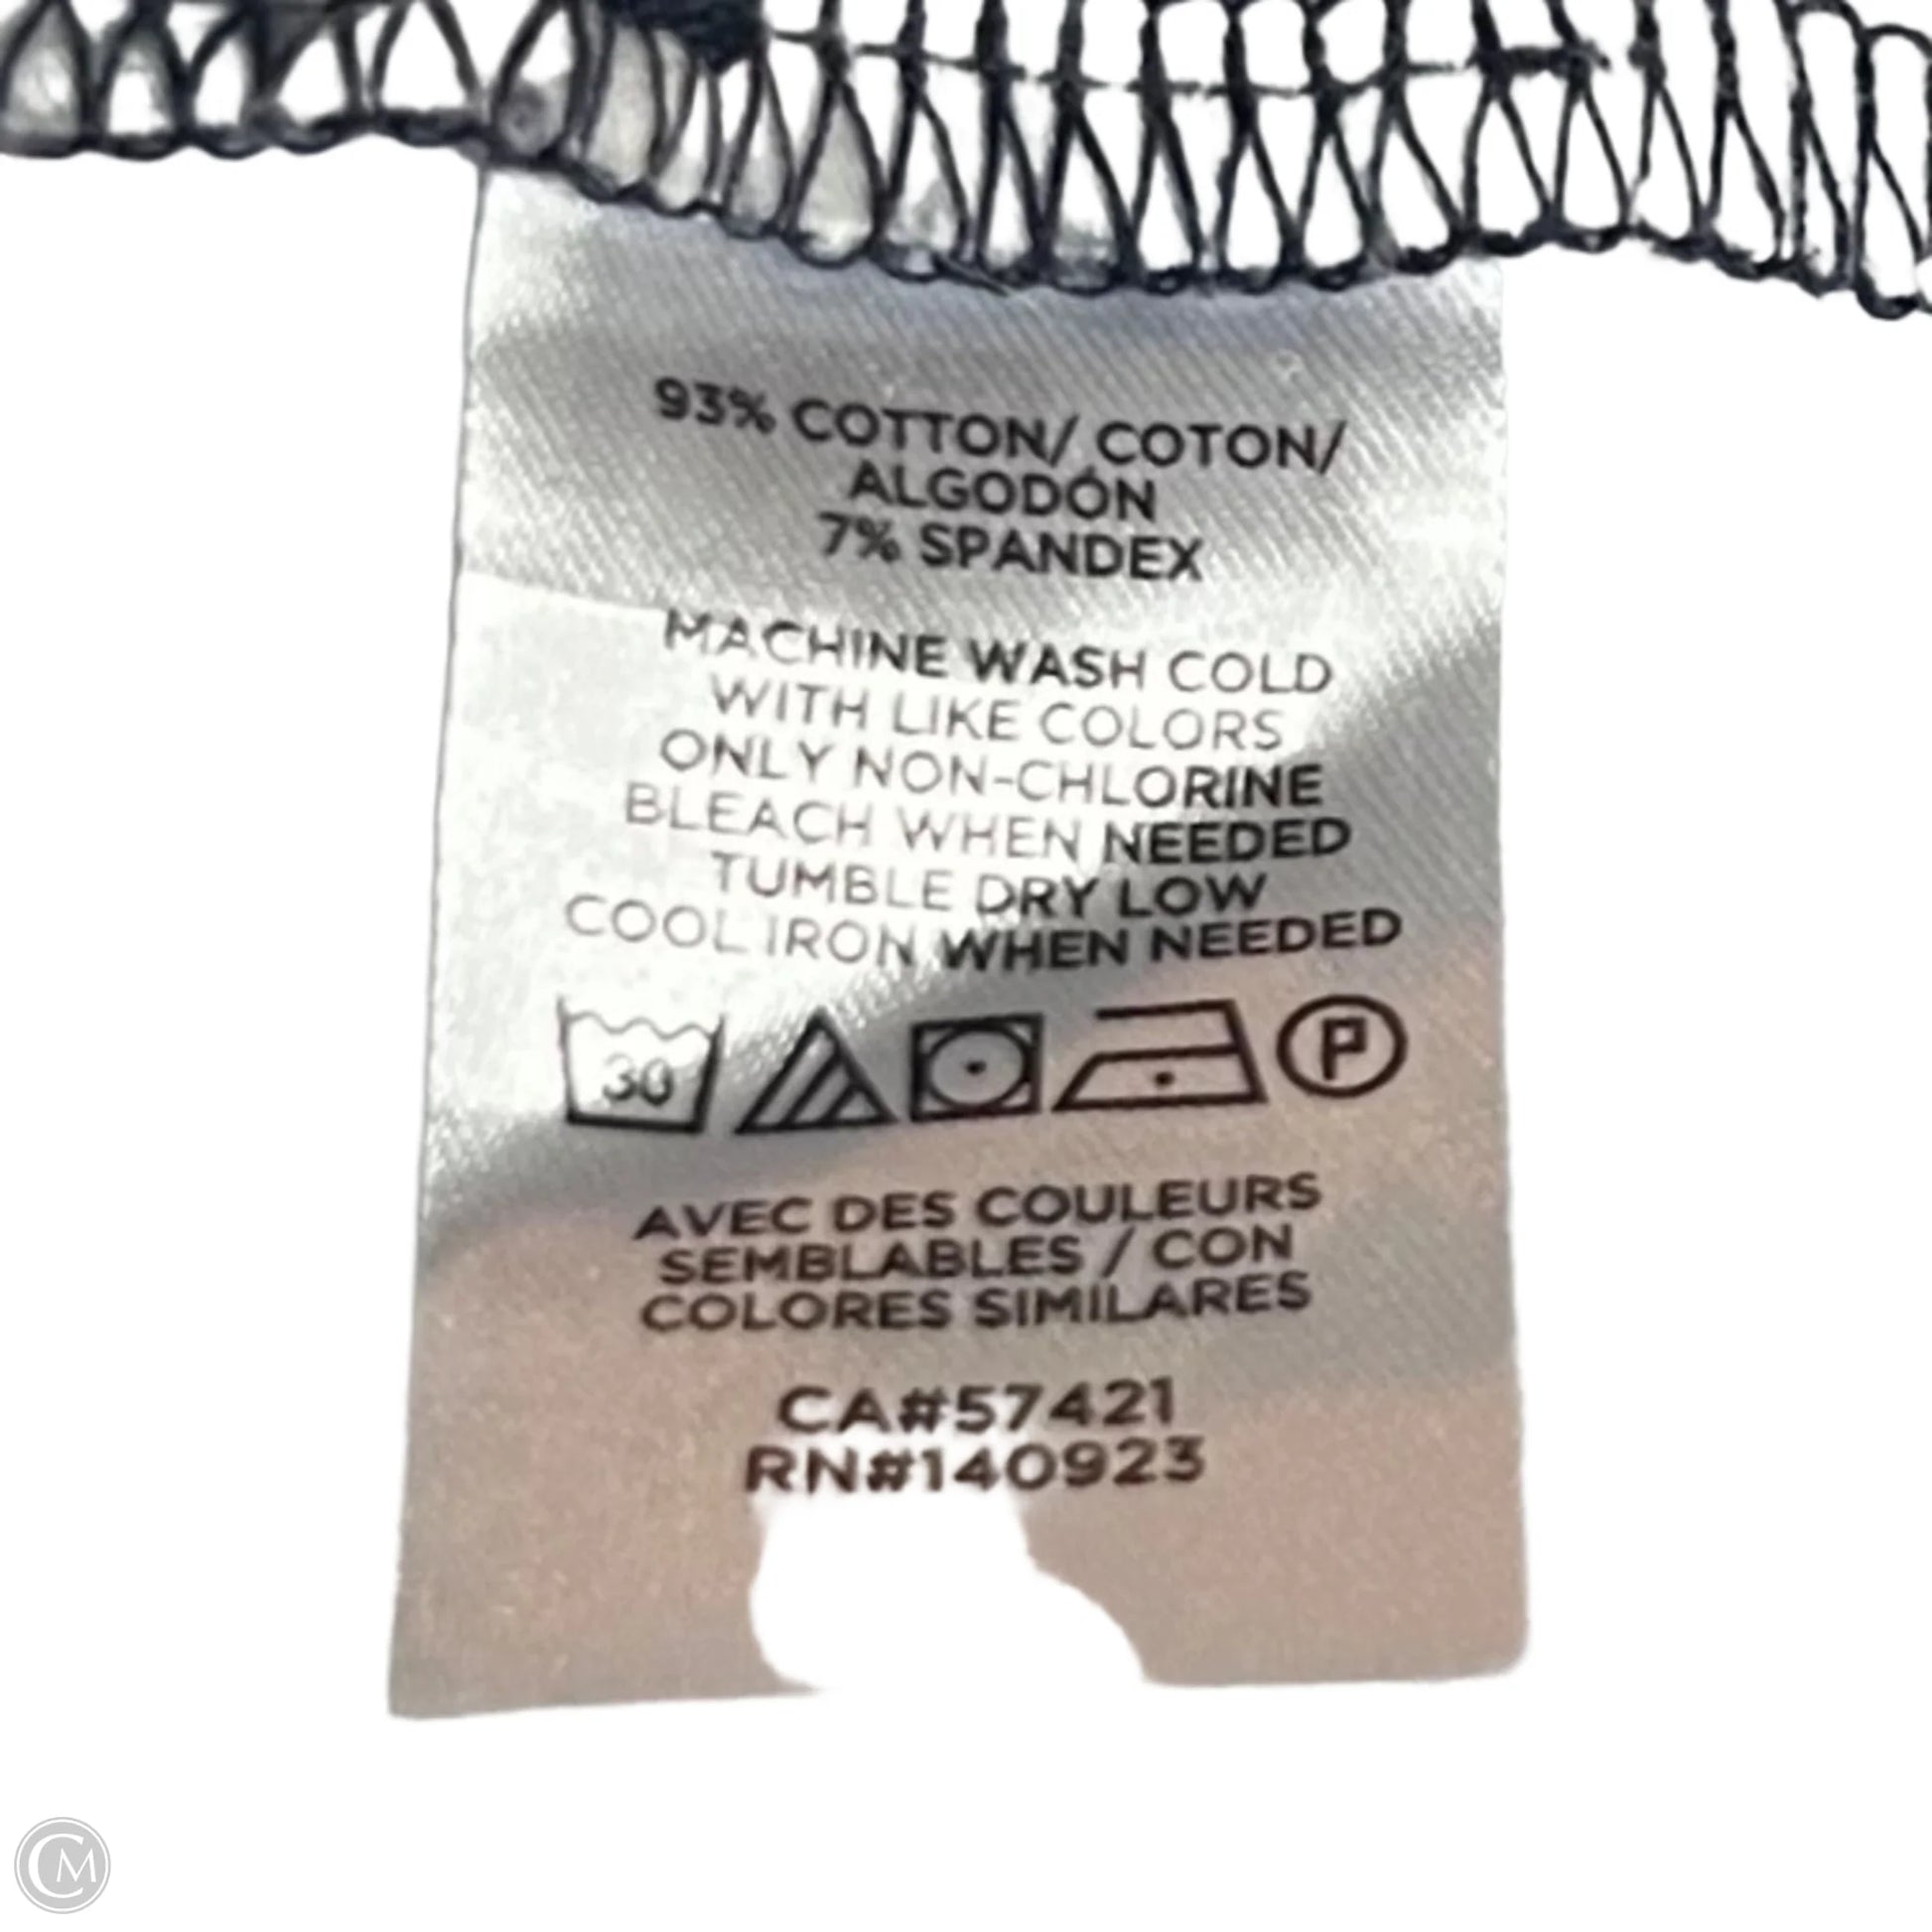 93% COTTON/ COTON/
ALGODÓN
7% SPANDEX
MACHINE WASH COLD
WITH LIKE COLORS
ONLY NON-CHLORINE
BLEACH WHEN NEEDED
TUMBLE DRY LOW
COOL IRON WHEN NEEDED
30 P
AVEC DES COULEURS
SEMBLABLES / CON
COLORES SIMILARES
CA#57421
RN#140923
CM